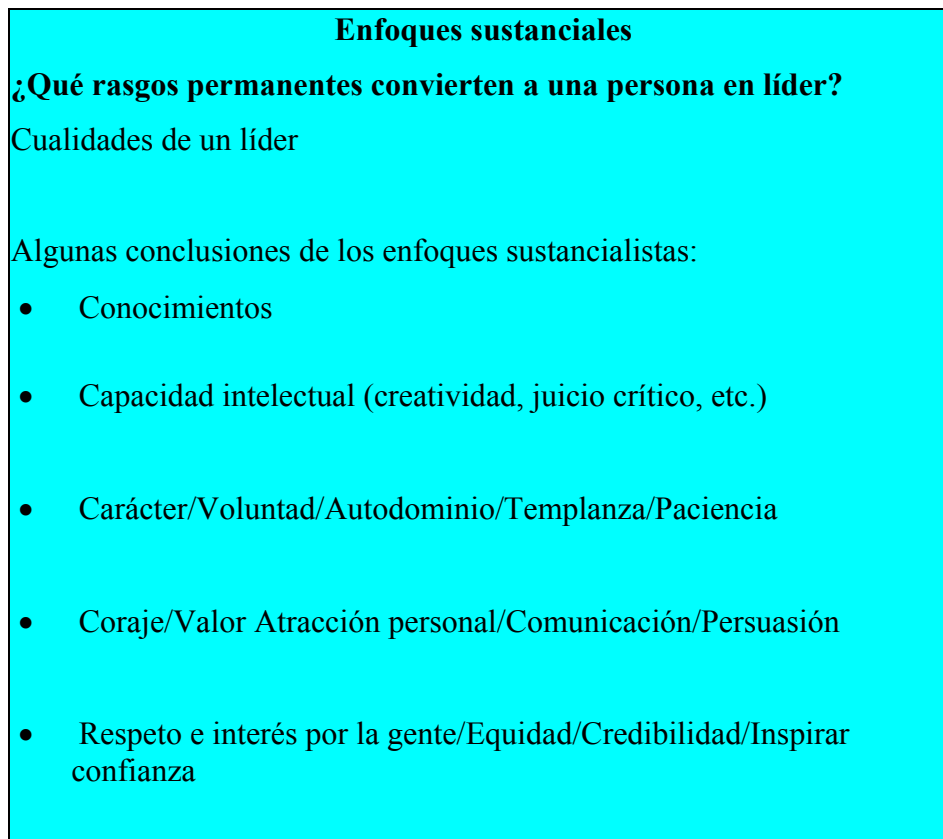 Enfoques sustanciales
¿Qué rasgos permanentes convierten a una persona en líder?
Cualidades de un líder
Algunas conclusiones de los enfoques sustancialistas:
• Conocimientos
• Capacidad intelectual (creatividad, juicio crítico, etc.)
• Carácter/Voluntad/Autodominio/Templanza/Paciencia
• Coraje/Valor Atracción personal/Comunicación/Persuasión
• Respeto e interés por la gente/Equidad/Credibilidad/Inspirar
confianza